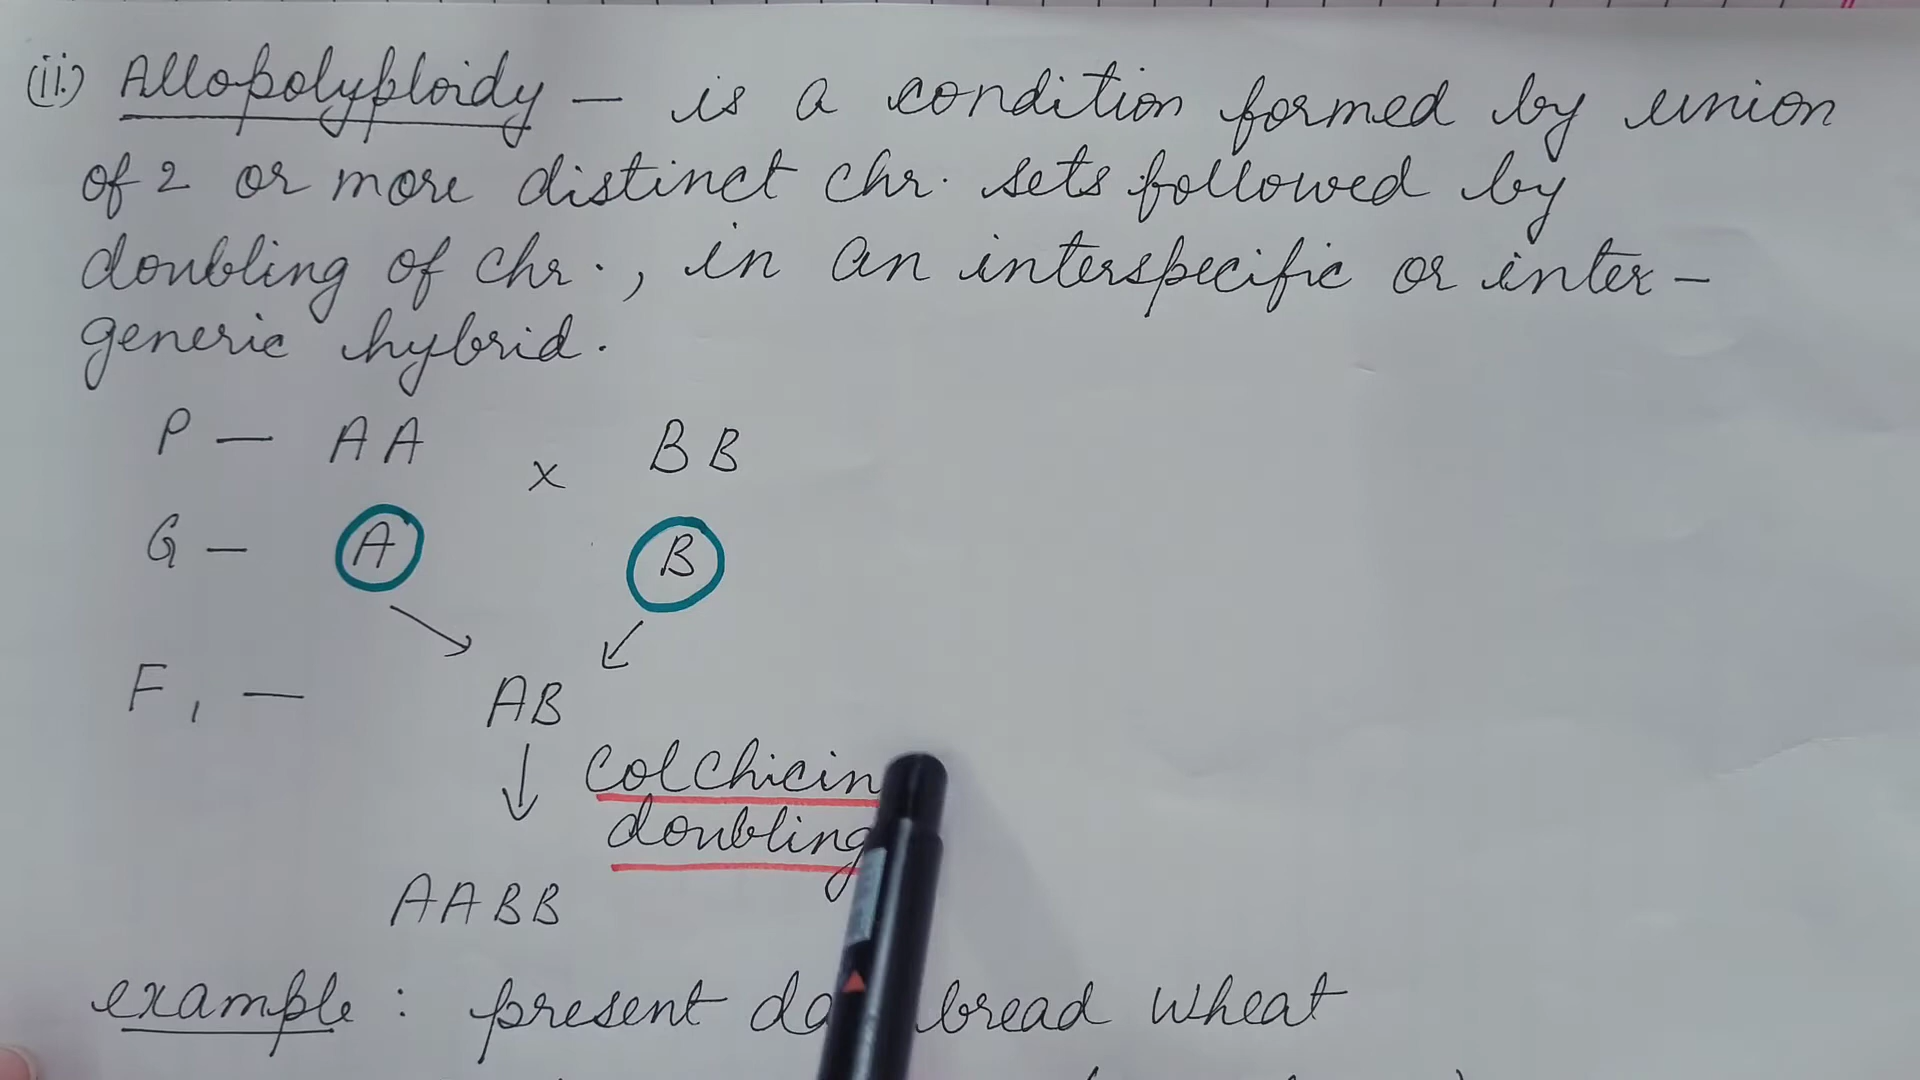 (ii.) Allopolyploidy – is a condition formed by union
of 2 or more distinct chr. sets followed by
doubling of chr., in an interspecific or inter-
generic hybrid.
P – AA x BB
G – A B
F1 – AB
↓ Colchicin
doubling
AABB
example : present bread wheat